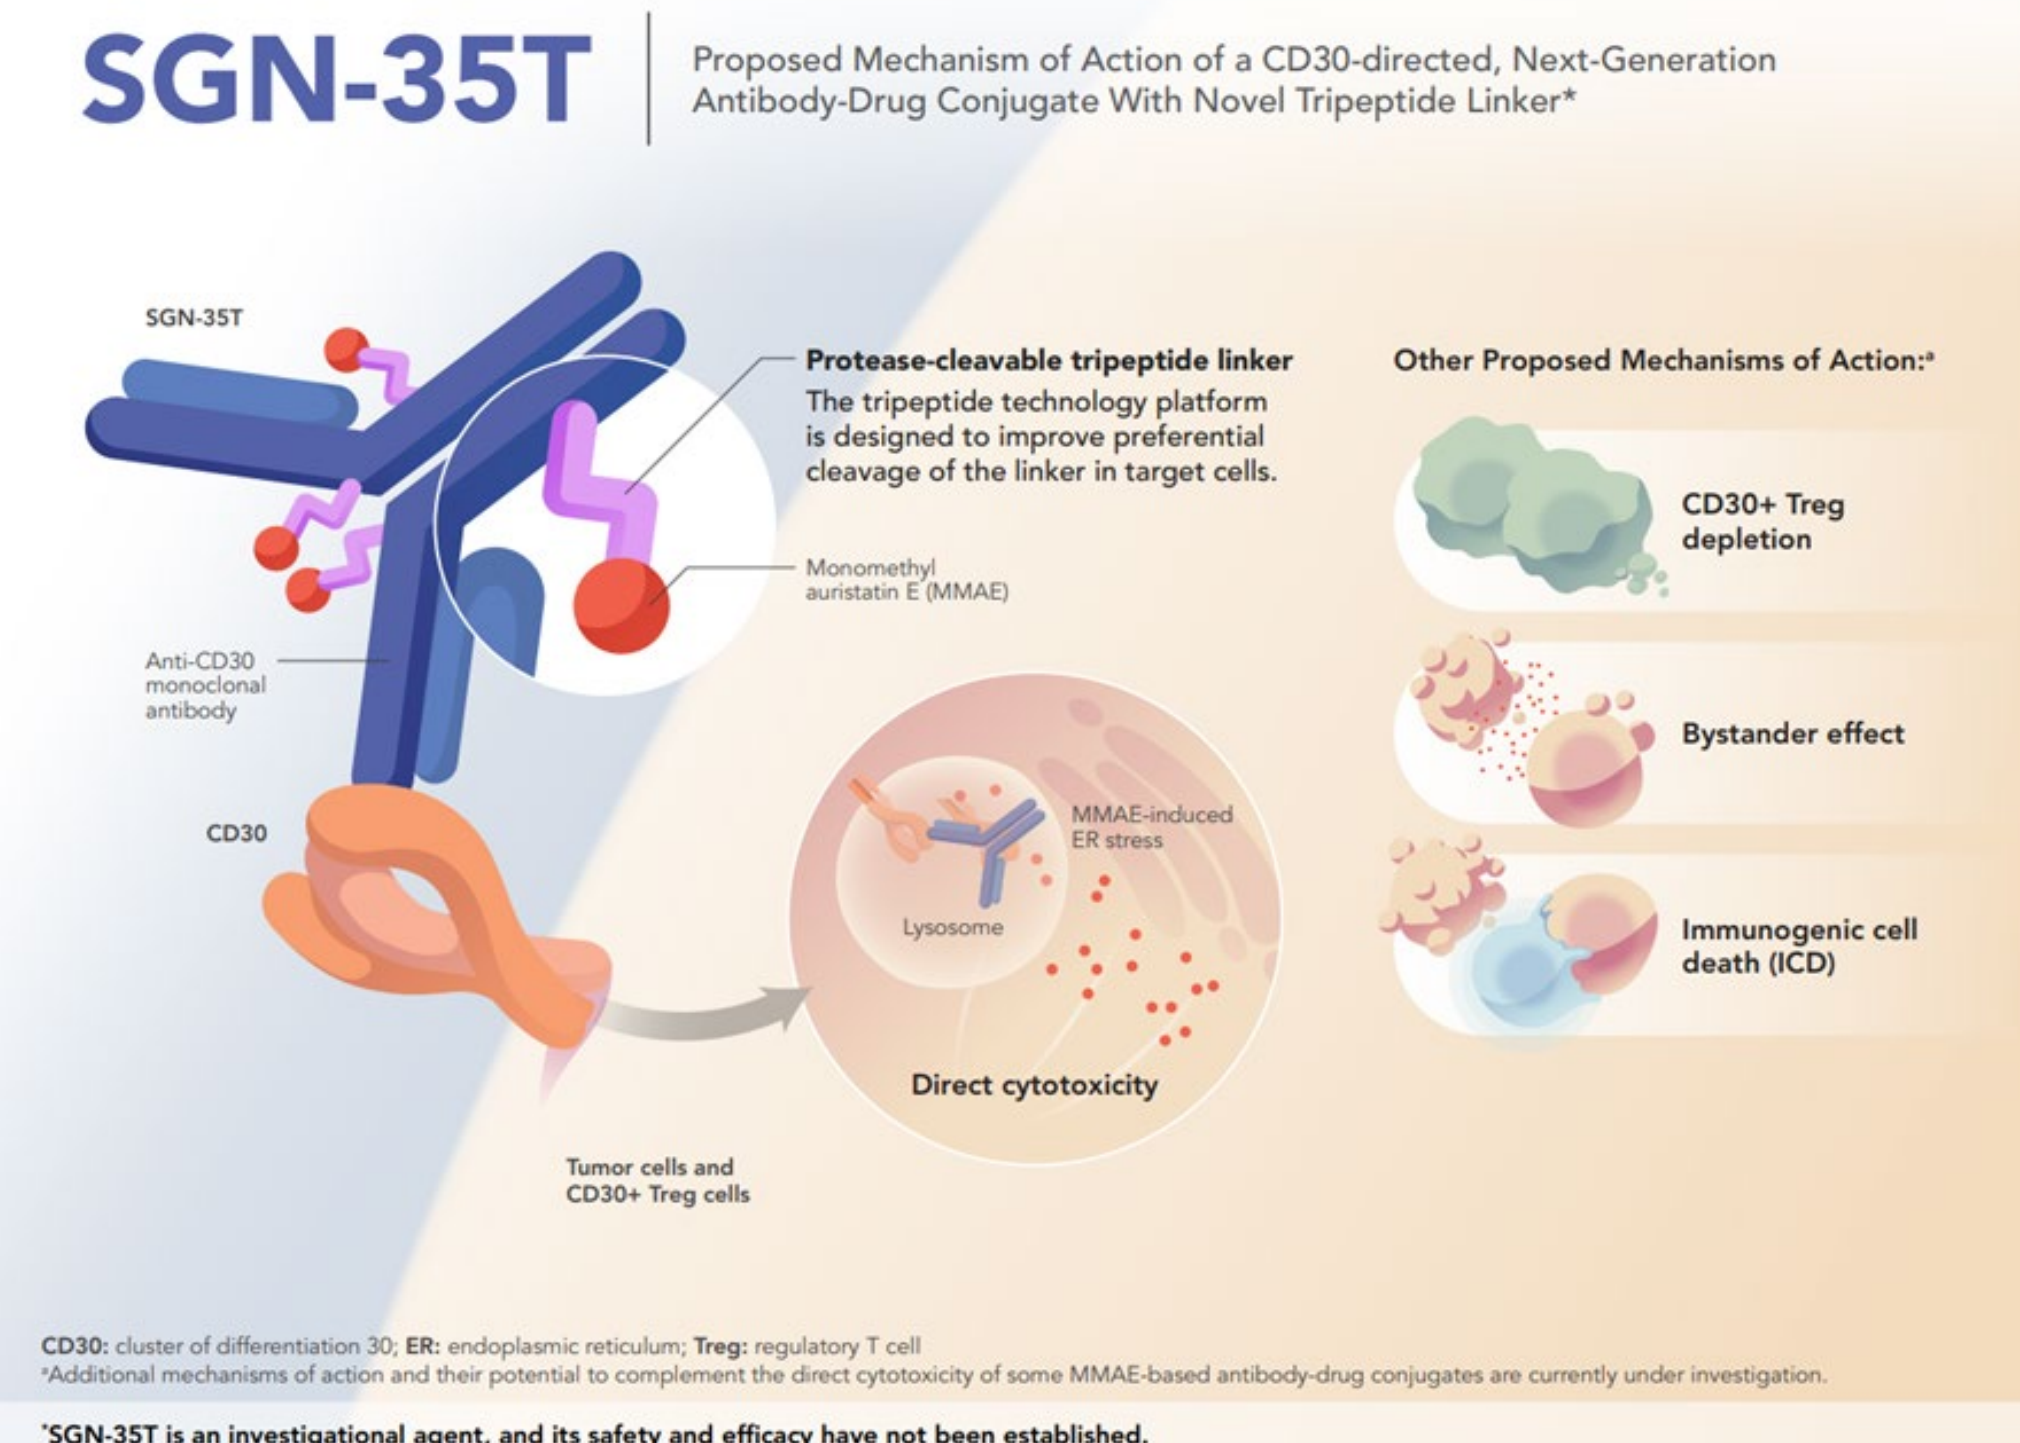 SGN-35T
Proposed Mechanism of Action of a CD30-directed, Next-Generation
Antibody-Drug Conjugate With Novel Tripeptide Linker*
SGN-35T
Protease-cleavable tripeptide linker
The tripeptide technology platform
is designed to improve preferential
cleavage of the linker in target cells.
Monomethyl
auristatin E (MMAE)
Anti-CD30
monoclonal
antibody
CD30
MMAE-induced
ER stress
Lysosome
Direct cytotoxicity
Tumor cells and
CD30+ Treg cells
Other Proposed Mechanisms of Action:ᵃ
CD30+ Treg
depletion
Bystander effect
Immunogenic cell
death (ICD)
CD30: cluster of differentiation 30; ER: endoplasmic reticulum; Treg: regulatory T cell
ᵃAdditional mechanisms of action and their potential to complement the direct cytotoxicity of some MMAE-based antibody-drug conjugates are currently under investigation.
*SGN-35T is an investigational agent, and its safety and efficacy have not been established.